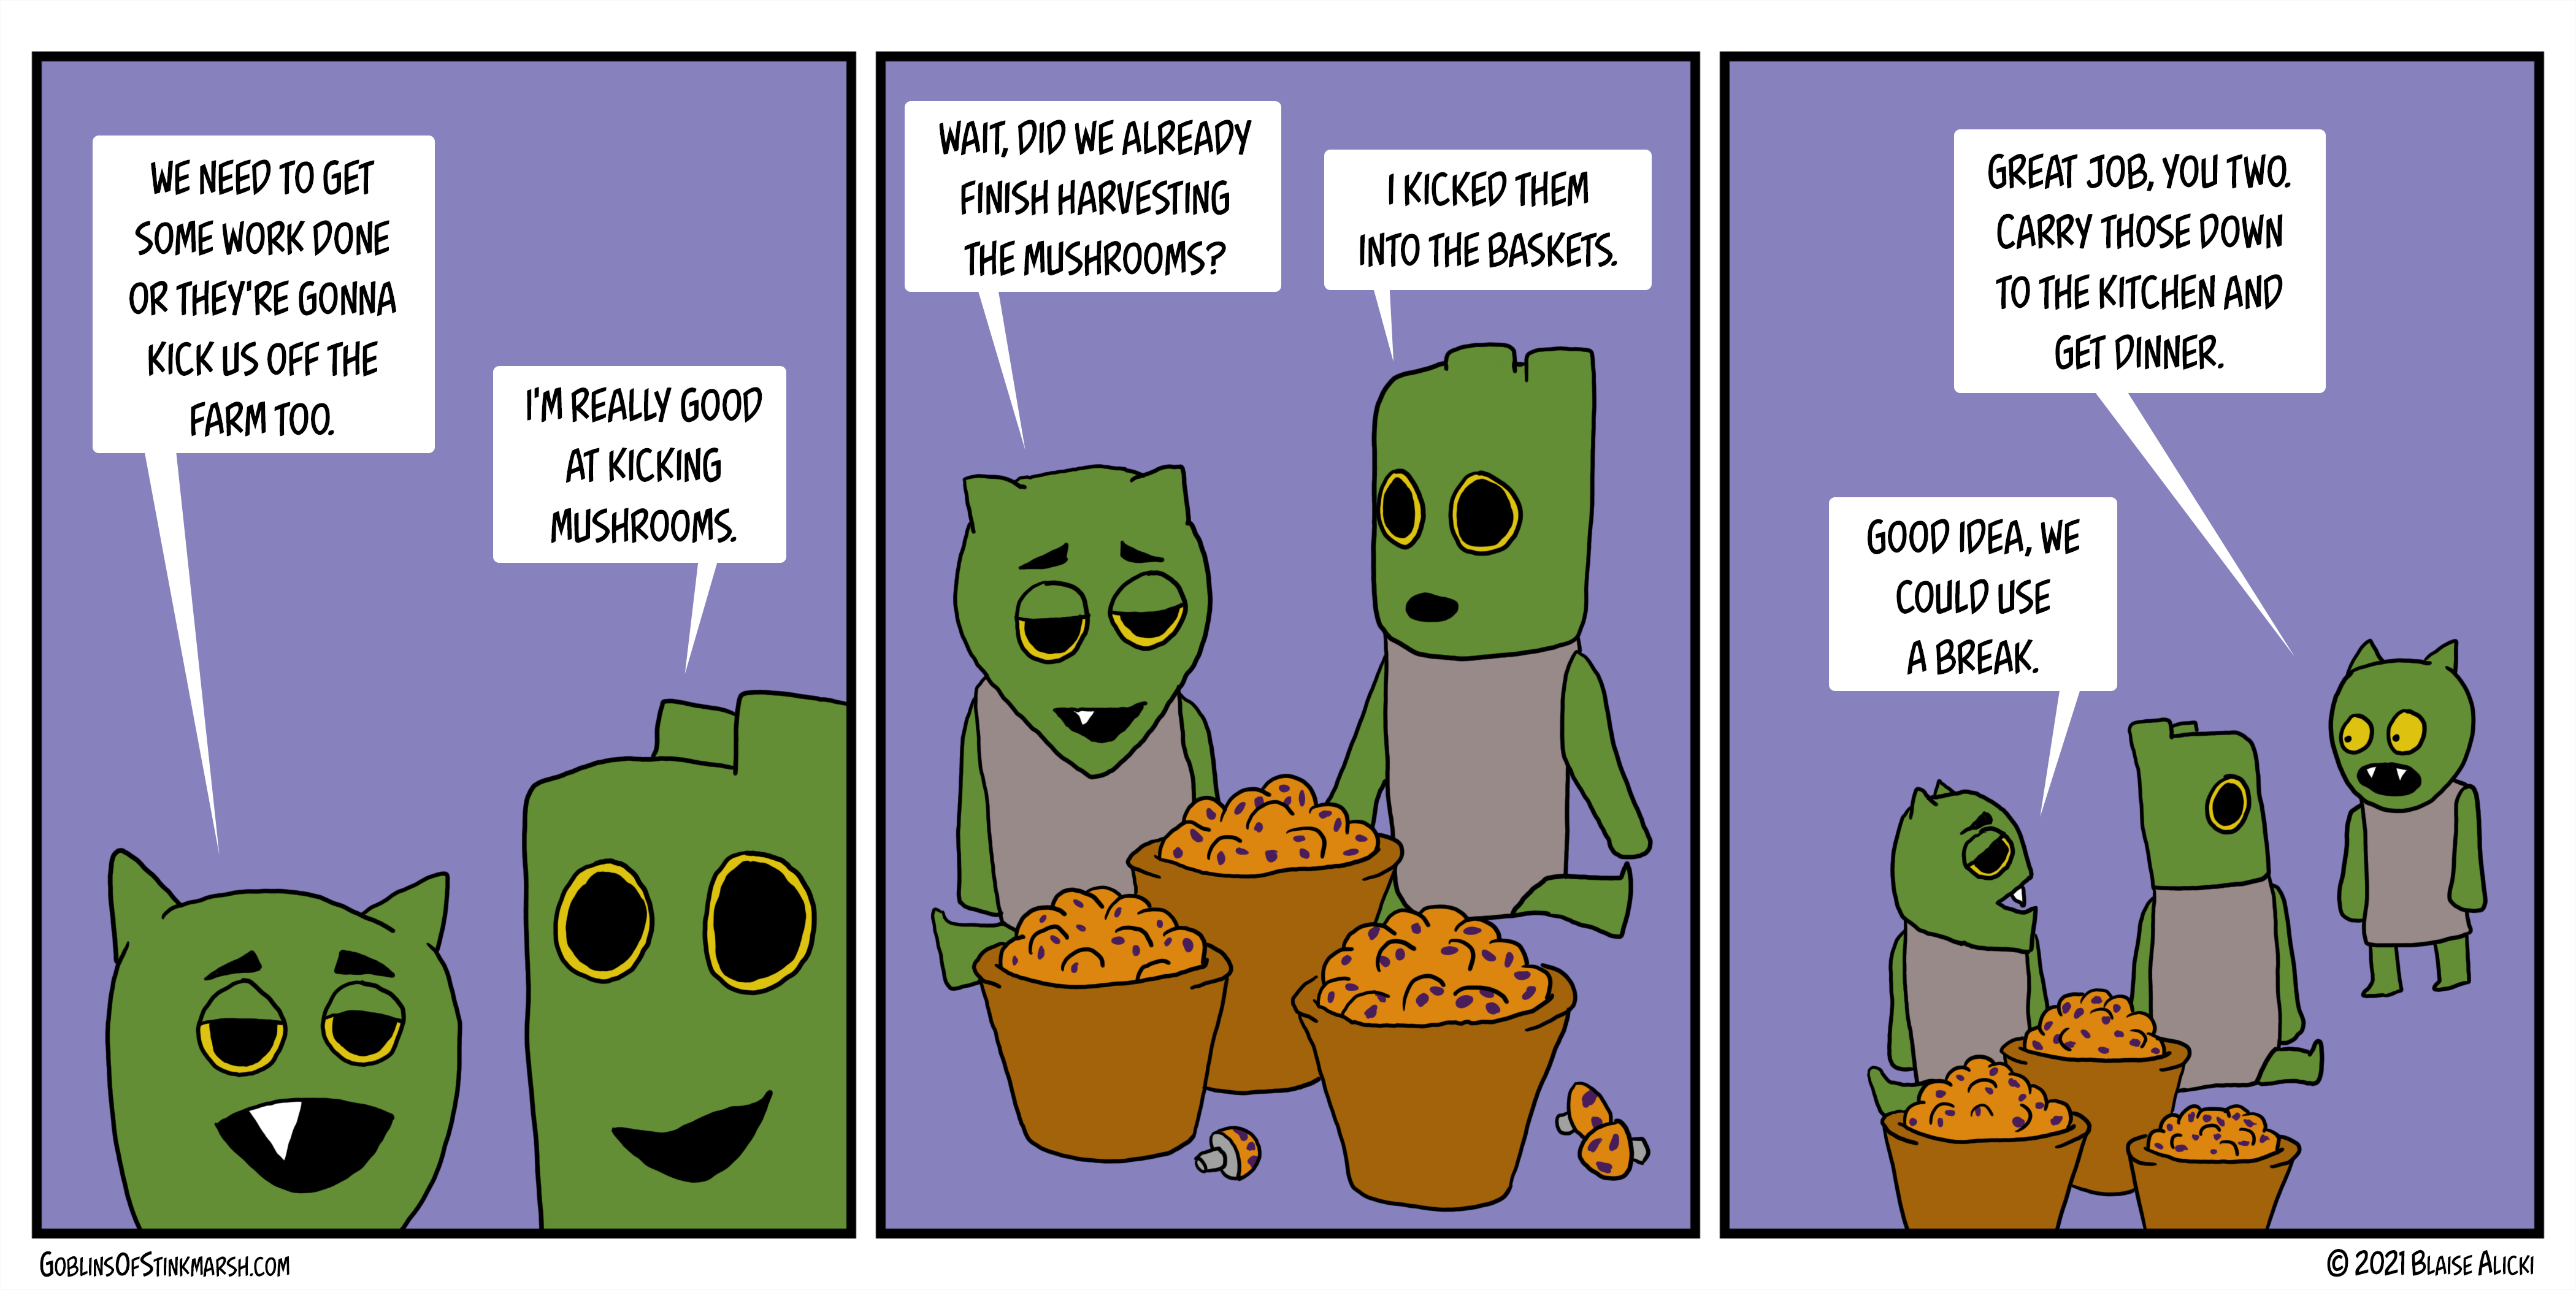 WE NEED TO GET
SOME WORK DONE
OR THEY'RE GONNA
KICK US OFF THE
FARM TOO.
I'M REALLY GOOD
AT KICKING
MUSHROOMS.
WAIT, DID WE ALREADY
FINISH HARVESTING
THE MUSHROOMS?
I KICKED THEM
INTO THE BASKETS.
GREAT JOB, YOU TWO.
CARRY THOSE DOWN
TO THE KITCHEN AND
GET DINNER.
GOOD IDEA, WE
COULD USE
A BREAK.
GOBLINSOFSTINKMARSH.COM
© 2021 BLAISE ALICKI